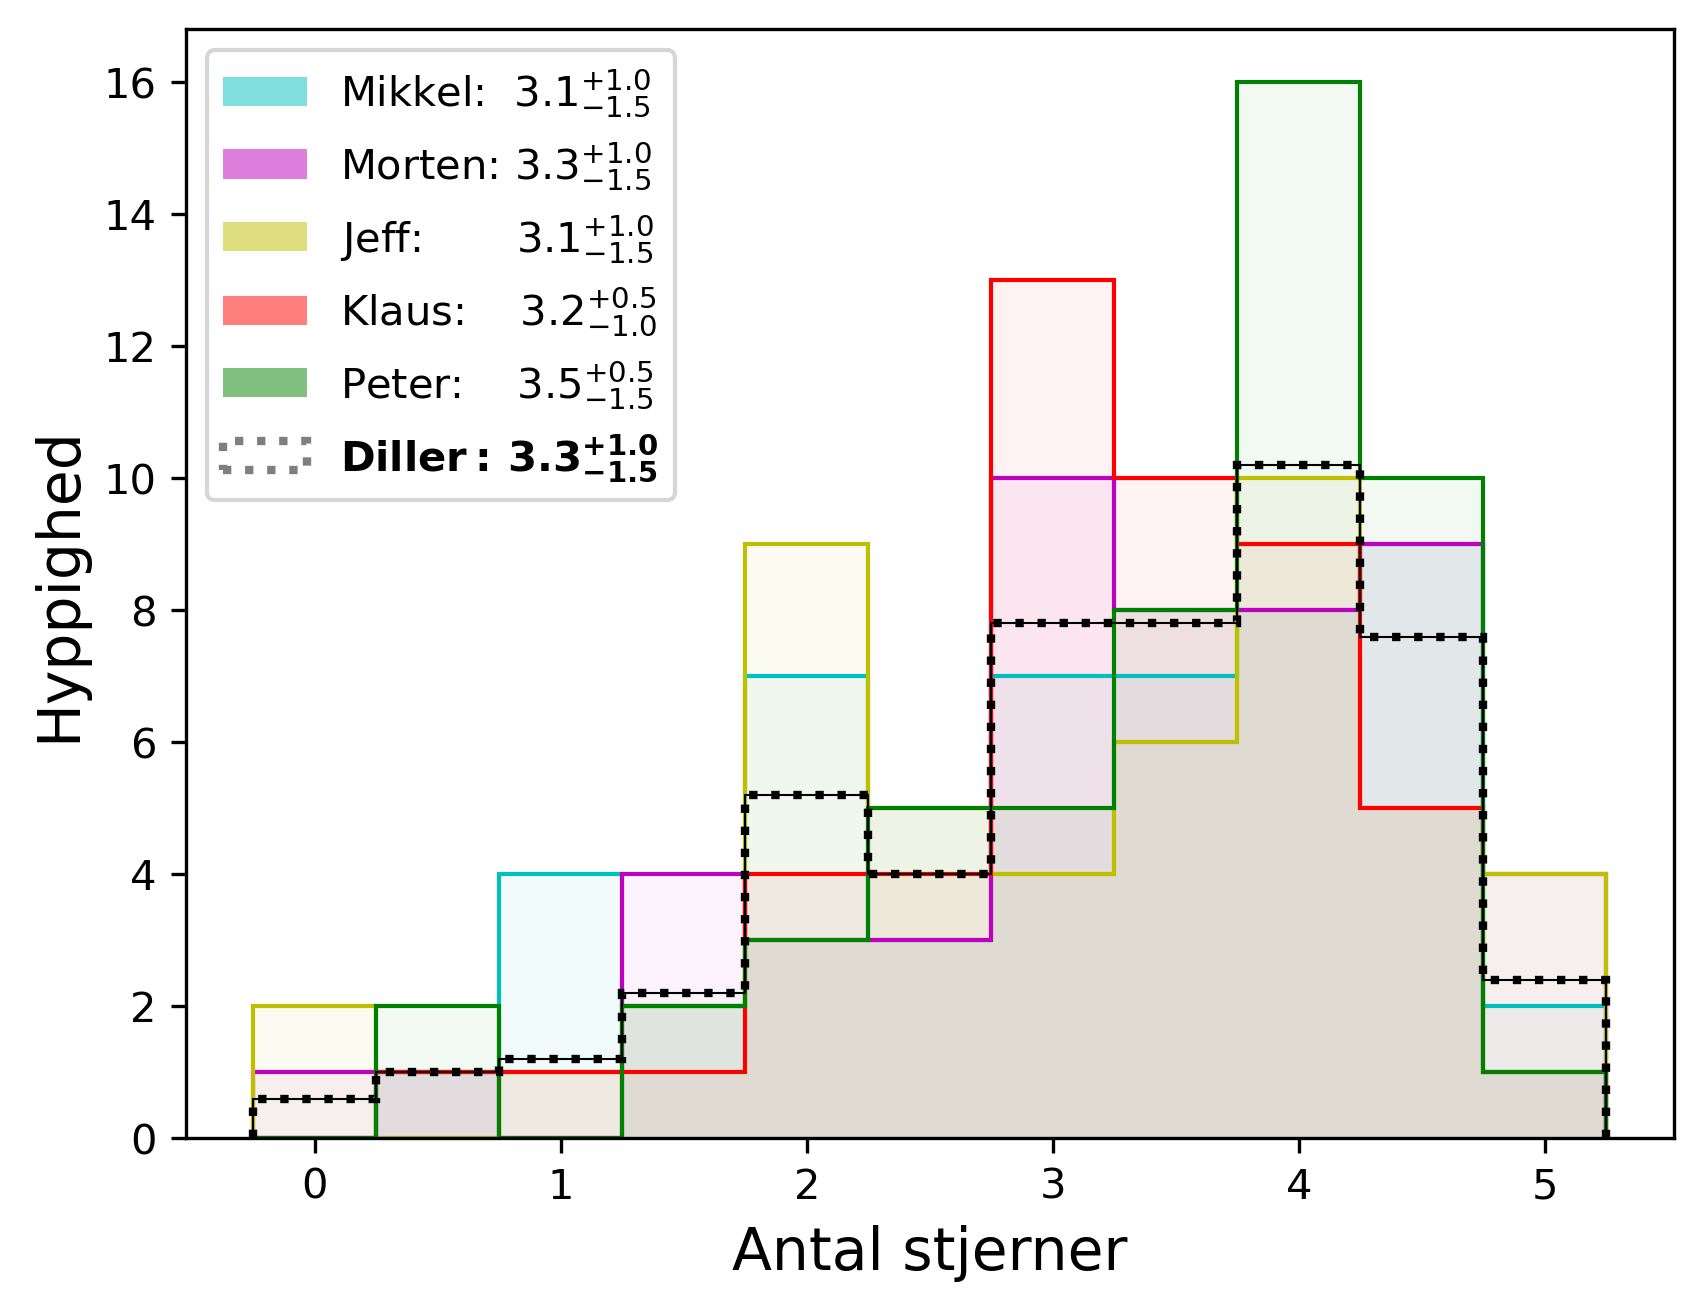 Mikkel: 3.1 +1.0 −1.5
Morten: 3.3 +1.0 −1.5
Jeff: 3.1 +1.0 −1.5
Klaus: 3.2 +0.5 −1.0
Peter: 3.5 +0.5 −1.5
Diller: 3.3 +1.0 −1.5
Hyppighed
16
14
12
10
8
6
4
2
0
0 1 2 3 4 5
Antal stjerner